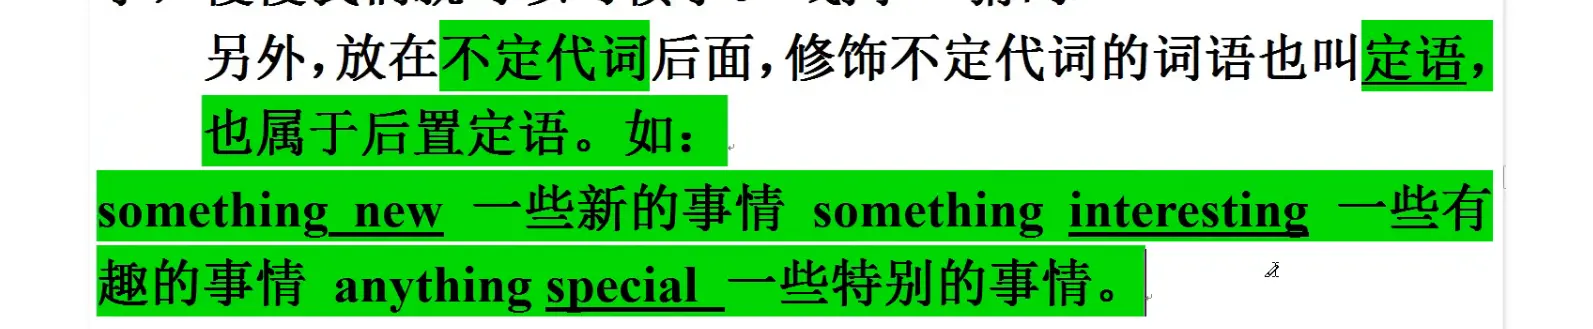 另外，放在不定代词后面，修饰不定代词的词语也叫定语，
也属于后置定语。如：
something new 一些新的事情 something interesting 一些有
趣的事情 anything special 一些特别的事情。